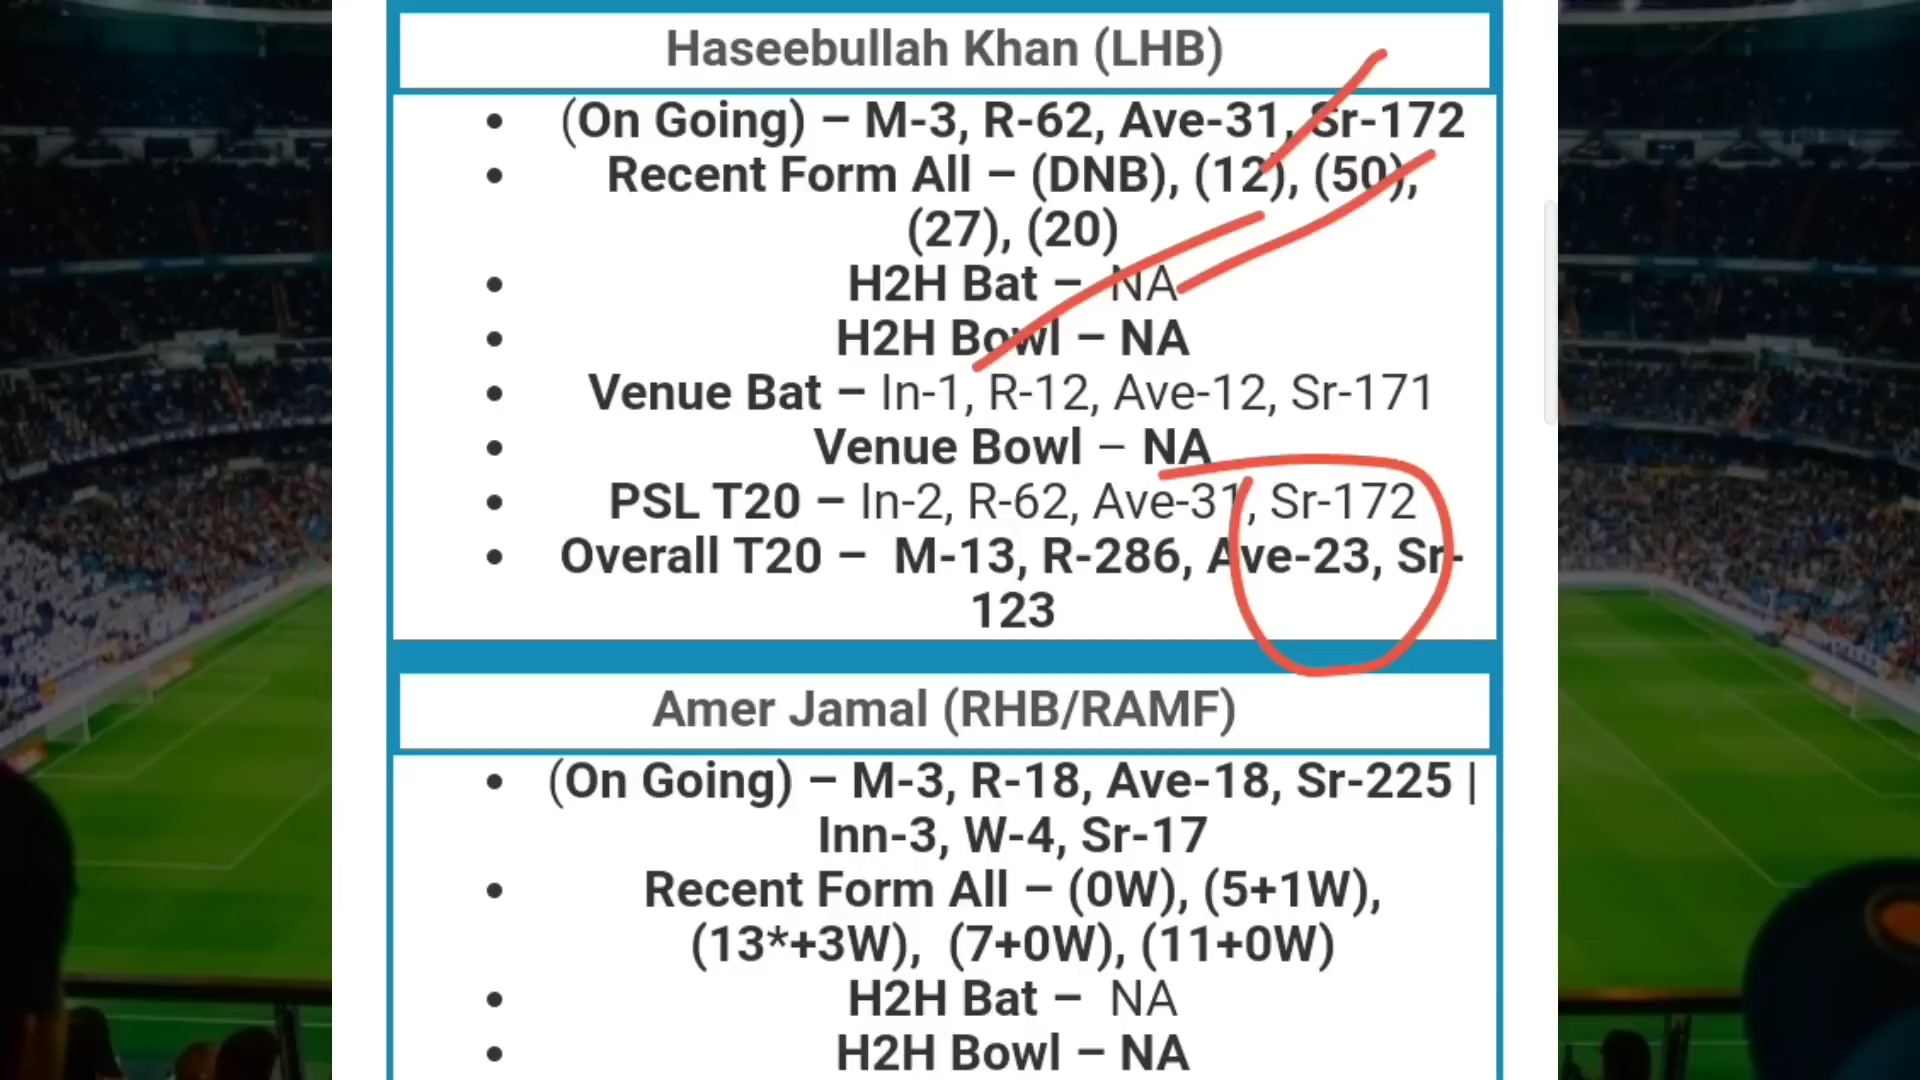 Haseebullah Khan (LHB)
• (On Going) – M-3, R-62, Ave-31, Sr-172
• Recent Form All – (DNB), (12), (50),
(27), (20)
• H2H Bat – NA
• H2H Bowl – NA
• Venue Bat – In-1, R-12, Ave-12, Sr-171
• Venue Bowl – NA
• PSL T20 – In-2, R-62, Ave-31, Sr-172
• Overall T20 – M-13, R-286, Ave-23, Sr-
123
Amer Jamal (RHB/RAMF)
• (On Going) – M-3, R-18, Ave-18, Sr-225 |
Inn-3, W-4, Sr-17
• Recent Form All – (0W), (5+1W),
(13*+3W), (7+0W), (11+0W)
• H2H Bat – NA
• H2H Bowl – NA